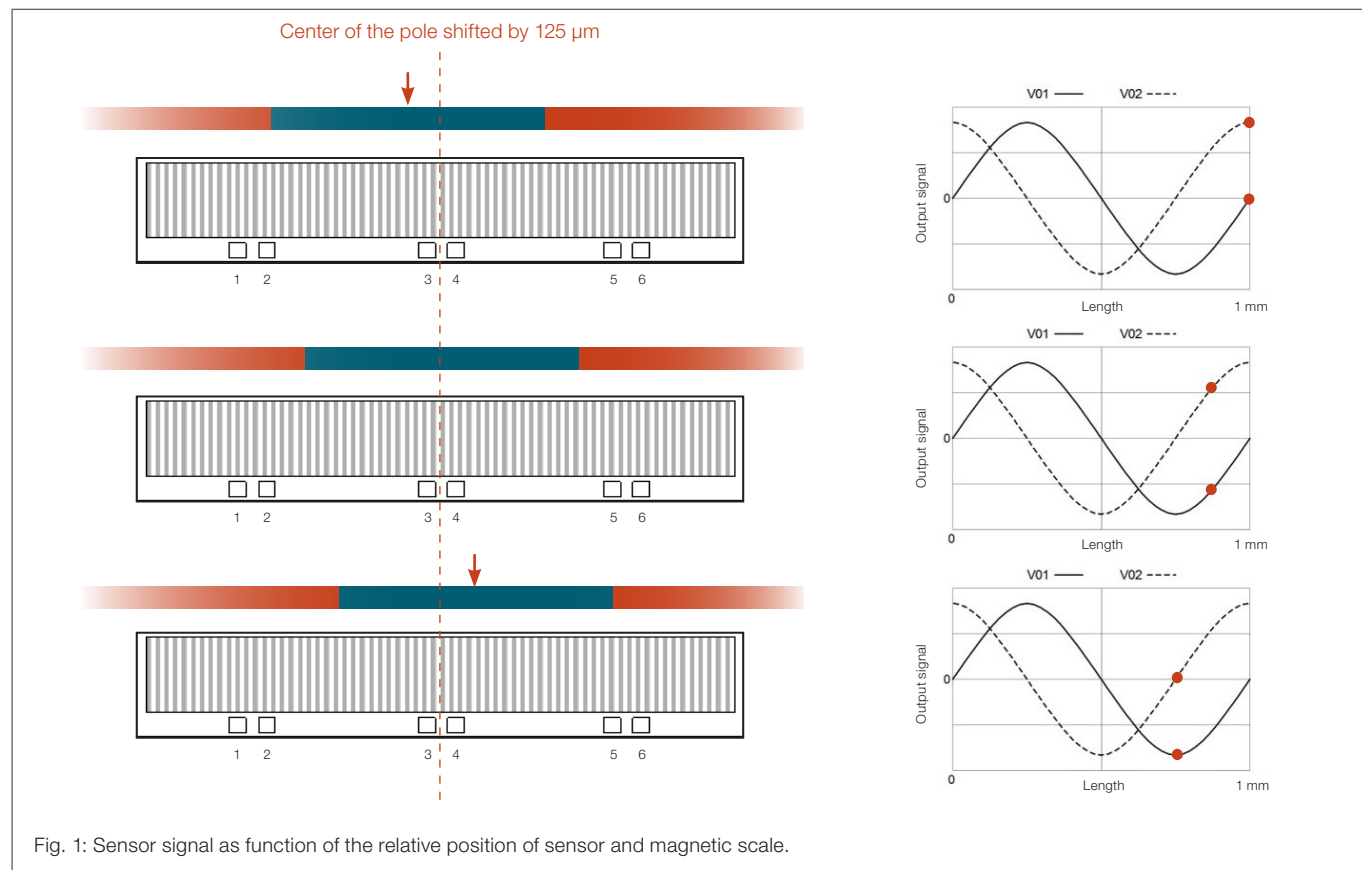 Center of the pole shifted by 125 µm
1 2 3 4 5 6
V01 V02
Output signal
0
0 Length 1 mm
1 2 3 4 5 6
V01 V02
Output signal
0
0 Length 1 mm
1 2 3 4 5 6
V01 V02
Output signal
0
0 Length 1 mm
Fig. 1: Sensor signal as function of the relative position of sensor and magnetic scale.